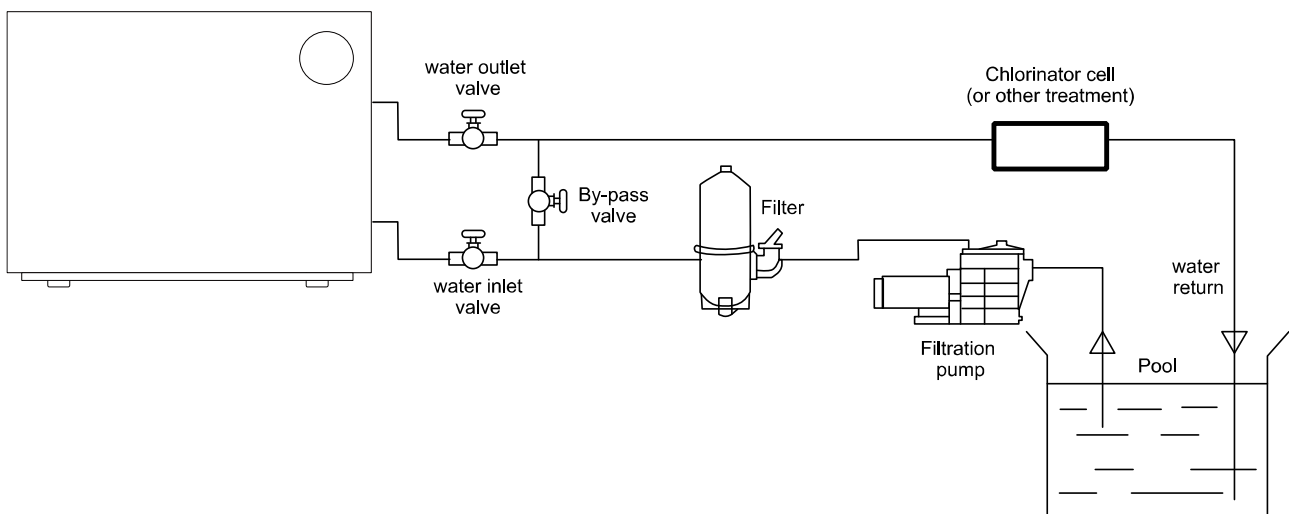 water outlet
valve
Chlorinator cell
(or other treatment)
By-pass
valve
Filter
water inlet
valve
water
return
Filtration
pump
Pool